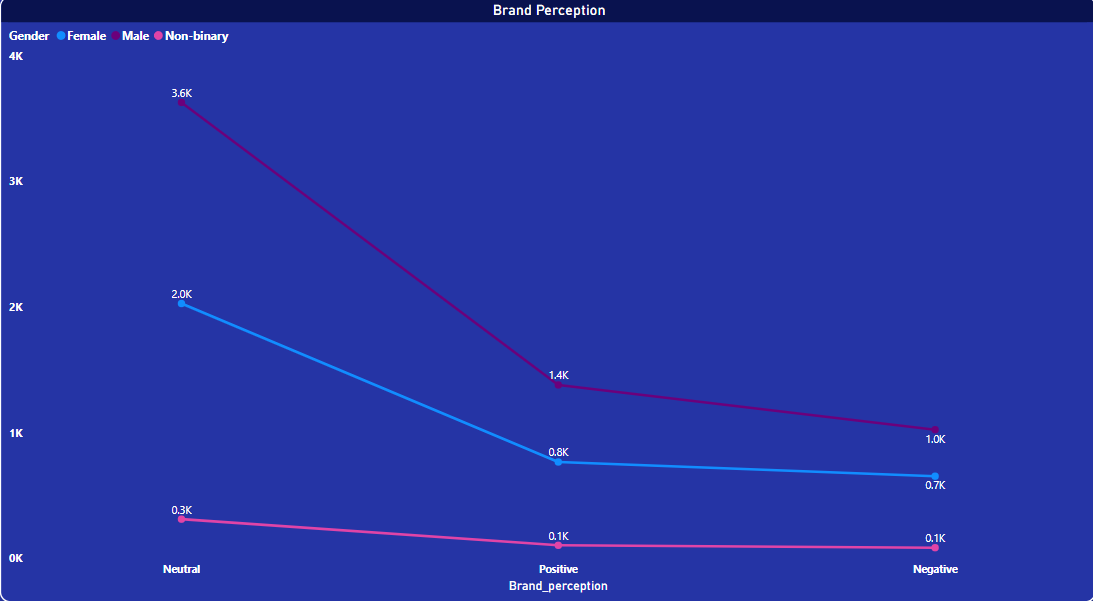 Brand Perception
Gender Female Male Non-binary
4K
3.6K
3K
2K
2.0K
1.4K
1K
1.0K
0.8K
0.7K
0.3K
0.1K
0.1K
0K
Neutral Positive Negative
Brand_perception